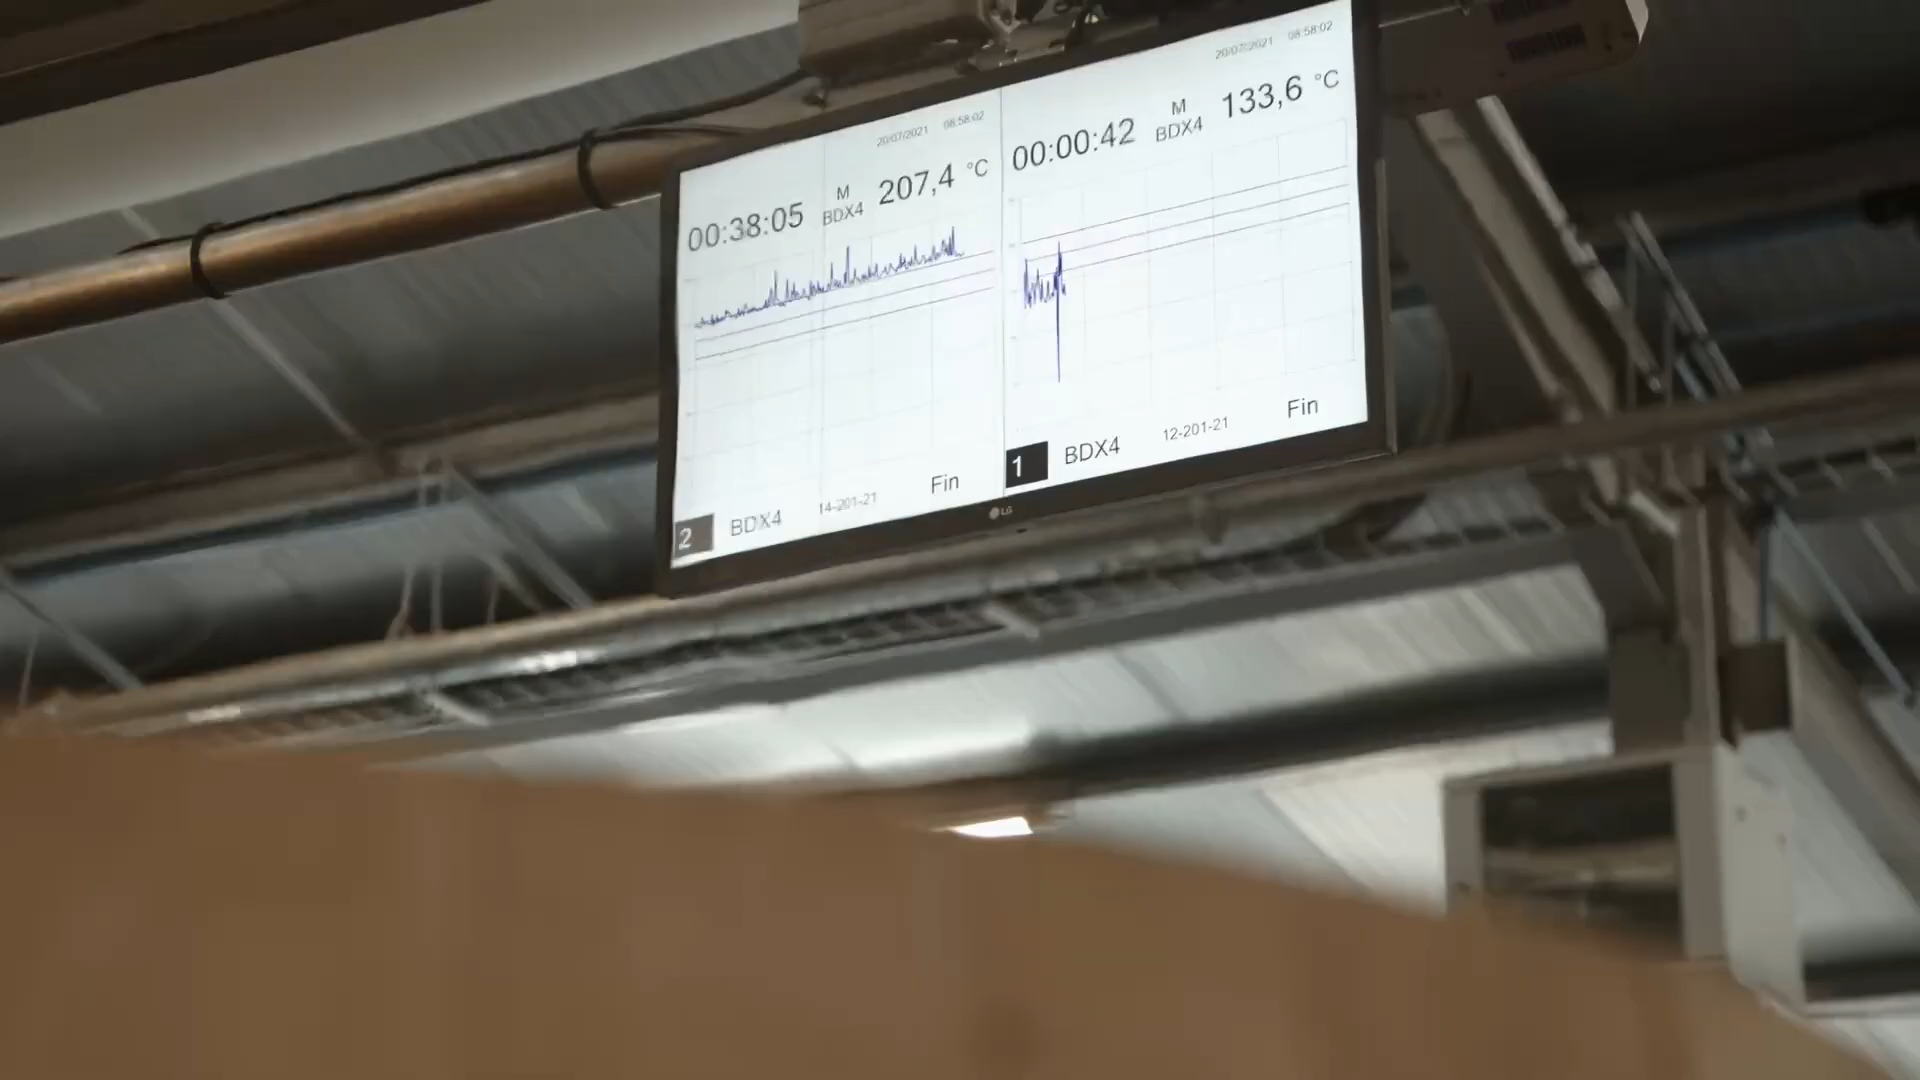 20/07/2021 08:58:02
00:38:05
M
BDX4
207,4 °C
Fin
2 BDX4 14-201-21
20/07/2021 08:58:02
00:00:42
M
BDX4
133,6 °C
Fin
1 BDX4 12-201-21
LG